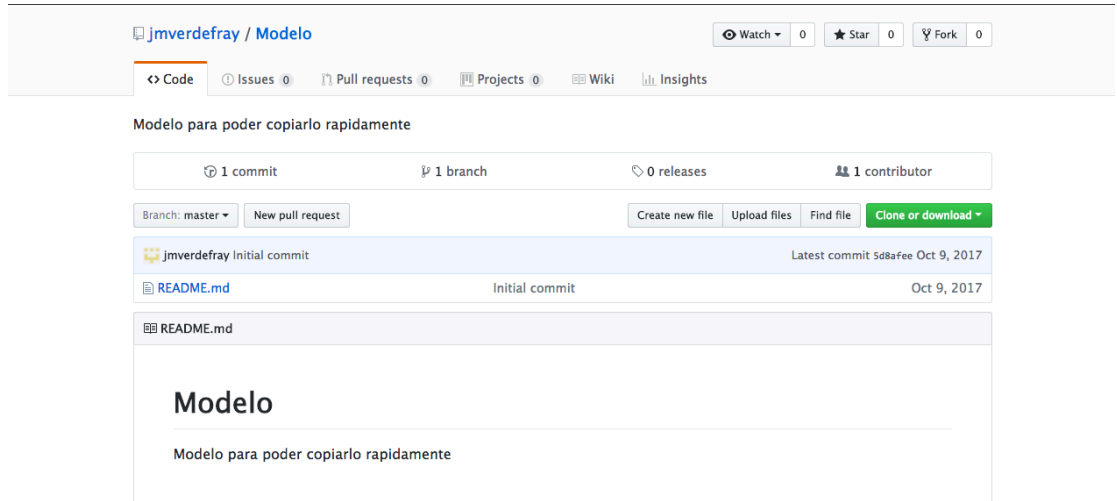 jmverdefray / Modelo
Watch 0 Star 0 Fork 0
Code Issues 0 Pull requests 0 Projects 0 Wiki Insights
Modelo para poder copiarlo rapidamente
1 commit 1 branch 0 releases 1 contributor
Branch: master New pull request Create new file Upload files Find file Clone or download
jmverdefray Initial commit Latest commit 5d8afee Oct 9, 2017
README.md Initial commit Oct 9, 2017
README.md
Modelo
Modelo para poder copiarlo rapidamente